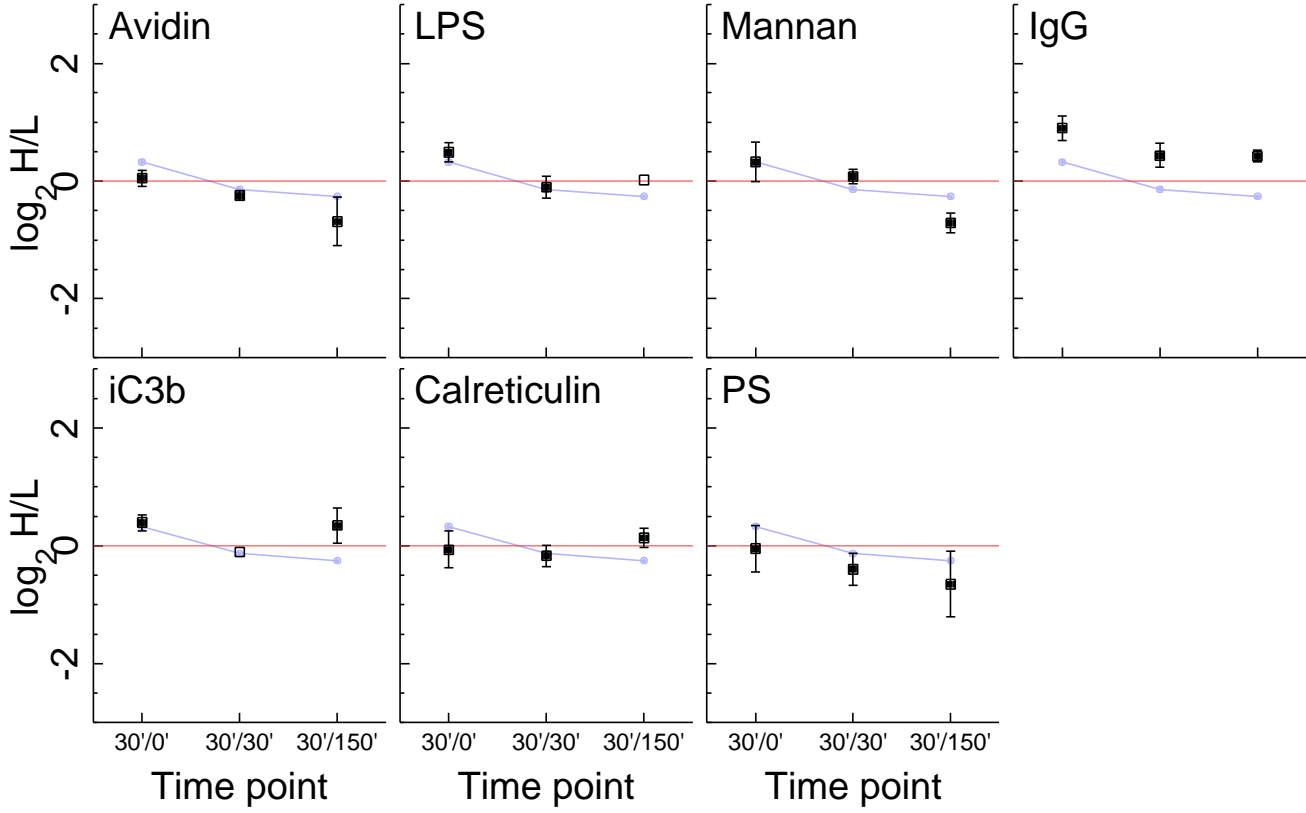 Avidin LPS Mannan IgG
log2 H/L
2
0
-2
iC3b Calreticulin PS
log2 H/L
2
0
-2
30'/0' 30'/30' 30'/150' 30'/0' 30'/30' 30'/150' 30'/0' 30'/30' 30'/150'
Time point Time point Time point